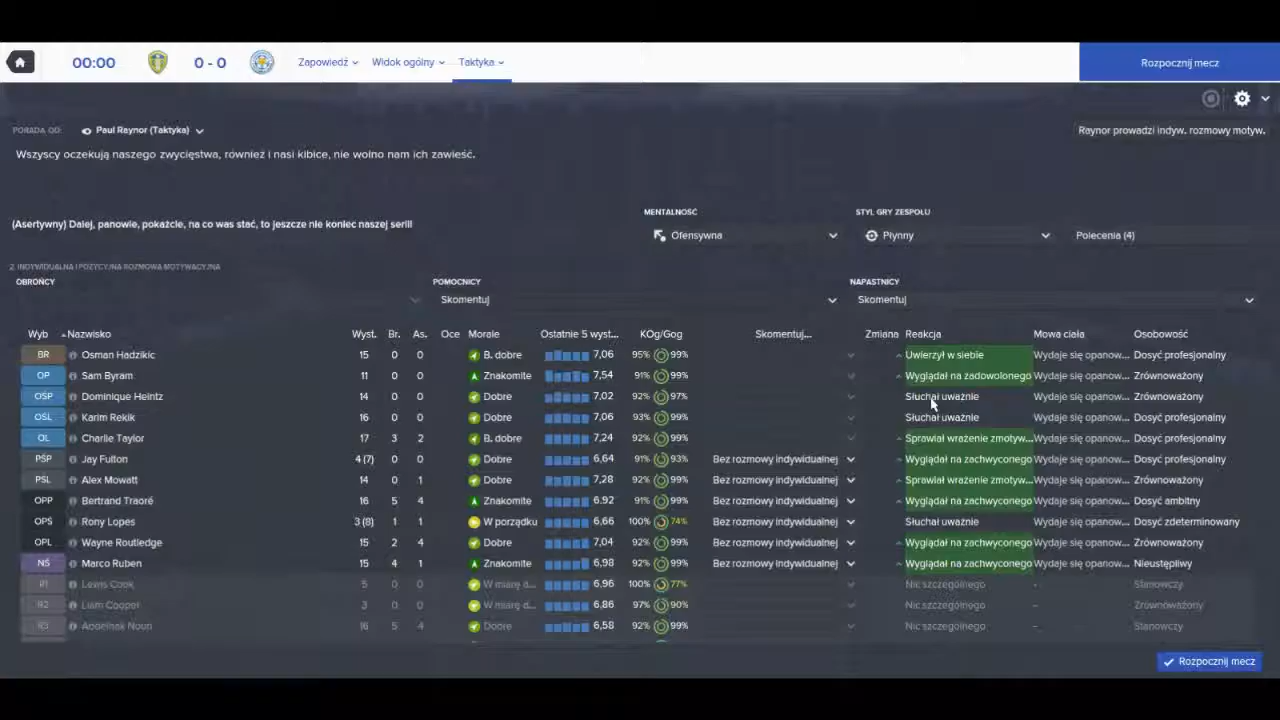 00:00 0 - 0 Zapowiedź Widok ogólny Taktyka Rozpocznij mecz
PORADA OD: Paul Raynor (Taktyka) Raynor prowadzi indyw. rozmowy motyw.
Wszyscy oczekują naszego zwycięstwa, również i nasi kibice, nie wolno nam ich zawieść.
MENTALNOŚĆ STYL GRY ZESPOŁU
(Asertywny) Dalej, panowie, pokażcie, na co was stać, to jeszcze nie koniec naszej serii!
Ofensywna Płynny Polecenia (4)
2. INDYWIDUALNA I POZYCYJNA ROZMOWA MOTYWACYJNA
OBROŃCY POMOCNICY NAPASTNICY
Skomentuj Skomentuj
Wyb Nazwisko Wyst. Br. As. Oce Morale Ostatnie 5 wyst... KOg/Gog Skomentuj... Zmiana Reakcja Mowa ciała Osobowość
BR Osman Hadzikic 15 0 0 B. dobre 7,06 95% 99% Uwierzył w siebie Wydaje się opanow... Dosyć profesjonalny
OP Sam Byram 11 0 0 Znakomite 7,54 91% 99% Wyglądał na zadowolonego Wydaje się opanow... Zrównoważony
OŚP Dominique Heintz 14 0 0 Dobre 7,02 92% 97% Słuchał uważnie Wydaje się opanow... Zrównoważony
OŚL Karim Rekik 16 0 0 Dobre 7,06 93% 99% Słuchał uważnie Wydaje się opanow... Dosyć profesjonalny
OL Charlie Taylor 17 3 2 B. dobre 7,24 92% 99% Sprawiał wrażenie zmotyw... Wydaje się opanow... Dosyć profesjonalny
PŚP Jay Fulton 4 (7) 0 0 Dobre 6,64 91% 93% Bez rozmowy indywidualnej Wyglądał na zachwyconego Wydaje się opanow... Dosyć profesjonalny
PŚL Alex Mowatt 14 0 1 Dobre 7,28 92% 99% Bez rozmowy indywidualnej Sprawiał wrażenie zmotyw... Wydaje się opanow... Zrównoważony
OPP Bertrand Traoré 16 5 4 Znakomite 6,92 91% 99% Bez rozmowy indywidualnej Wyglądał na zachwyconego Wydaje się opanow... Dosyć ambitny
OPŚ Rony Lopes 3 (8) 1 1 W porządku 6,66 100% 74% Bez rozmowy indywidualnej Słuchał uważnie Wydaje się opanow... Dosyć zdeterminowany
OPL Wayne Routledge 15 2 4 Dobre 7,04 92% 99% Bez rozmowy indywidualnej Wyglądał na zachwyconego Wydaje się opanow... Zrównoważony
NŚ Marco Ruben 15 4 1 Znakomite 6,98 92% 99% Bez rozmowy indywidualnej Wyglądał na zachwyconego Wydaje się opanow... Nieustępliwy
R1 Lewis Cook 5 0 0 W miarę d... 6,96 100% 77% Nic szczególnego - Stanowczy
R2 Liam Cooper 3 0 0 W miarę d... 6,86 97% 90% Nic szczególnego - Zrównoważony
R3 Abdelhak Nouri 16 5 4 Dobre 6,58 92% 99% Nic szczególnego - Stanowczy
Rozpocznij mecz